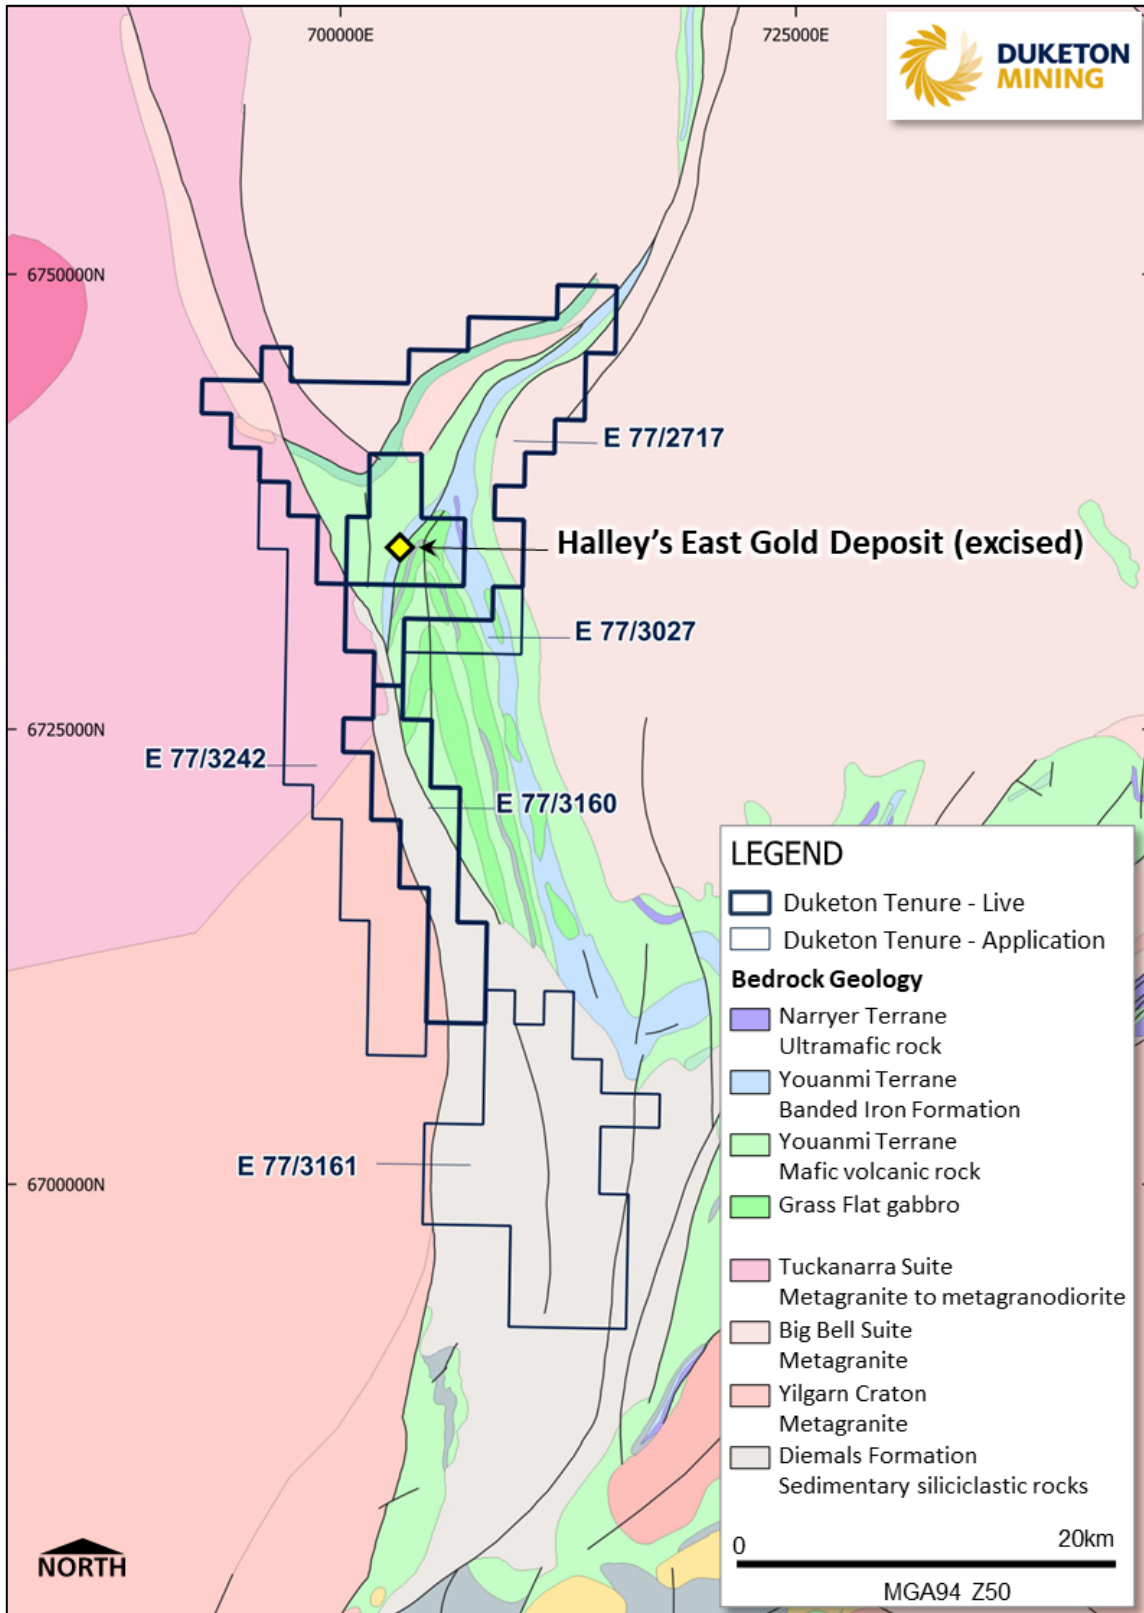 700000E
725000E
DUKETON
MINING
6750000N
E 77/2717
Halley's East Gold Deposit (excised)
E 77/3027
6725000N
E 77/3242
E 77/3160
E 77/3161
6700000N
LEGEND
Duketon Tenure - Live
Duketon Tenure - Application
Bedrock Geology
Narryer Terrane
Ultramafic rock
Youanmi Terrane
Banded Iron Formation
Youanmi Terrane
Mafic volcanic rock
Grass Flat gabbro
Tuckanarra Suite
Metagranite to metagranodiorite
Big Bell Suite
Metagranite
Yilgarn Craton
Metagranite
Diemals Formation
Sedimentary siliciclastic rocks
0 20km
MGA94 Z50
NORTH